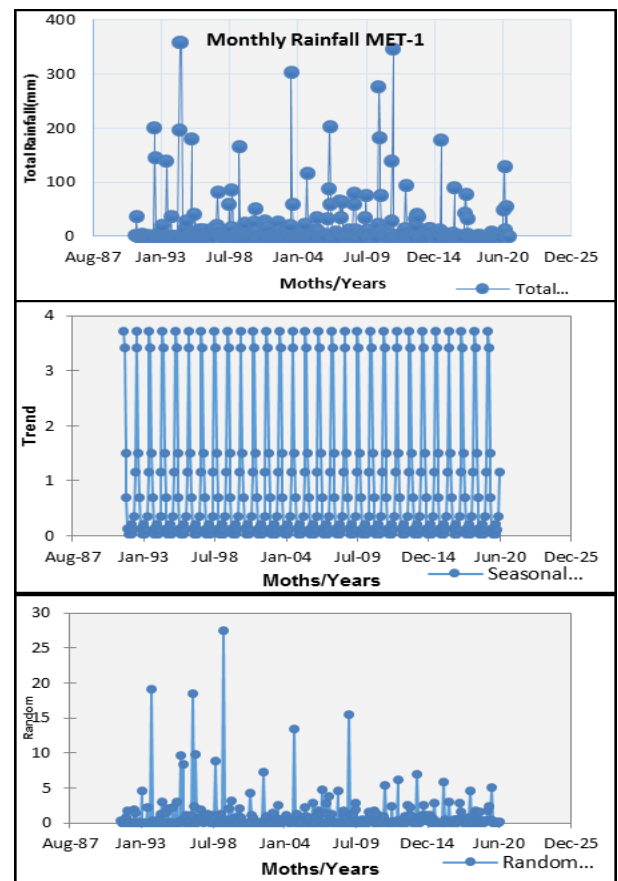 Monthly Rainfall MET-1
Total Rainfall(mm)
400
300
200
100
0
Aug-87 Jan-93 Jul-98 Jan-04 Jul-09 Dec-14 Jun-20 Dec-25
Moths/Years
Total...
Trend
4
3
2
1
0
Aug-87 Jan-93 Jul-98 Jan-04 Jul-09 Dec-14 Jun-20 Dec-25
Moths/Years
Seasonal...
Random
30
25
20
15
10
5
0
Aug-87 Jan-93 Jul-98 Jan-04 Jul-09 Dec-14 Jun-20 Dec-25
Moths/Years
Random...